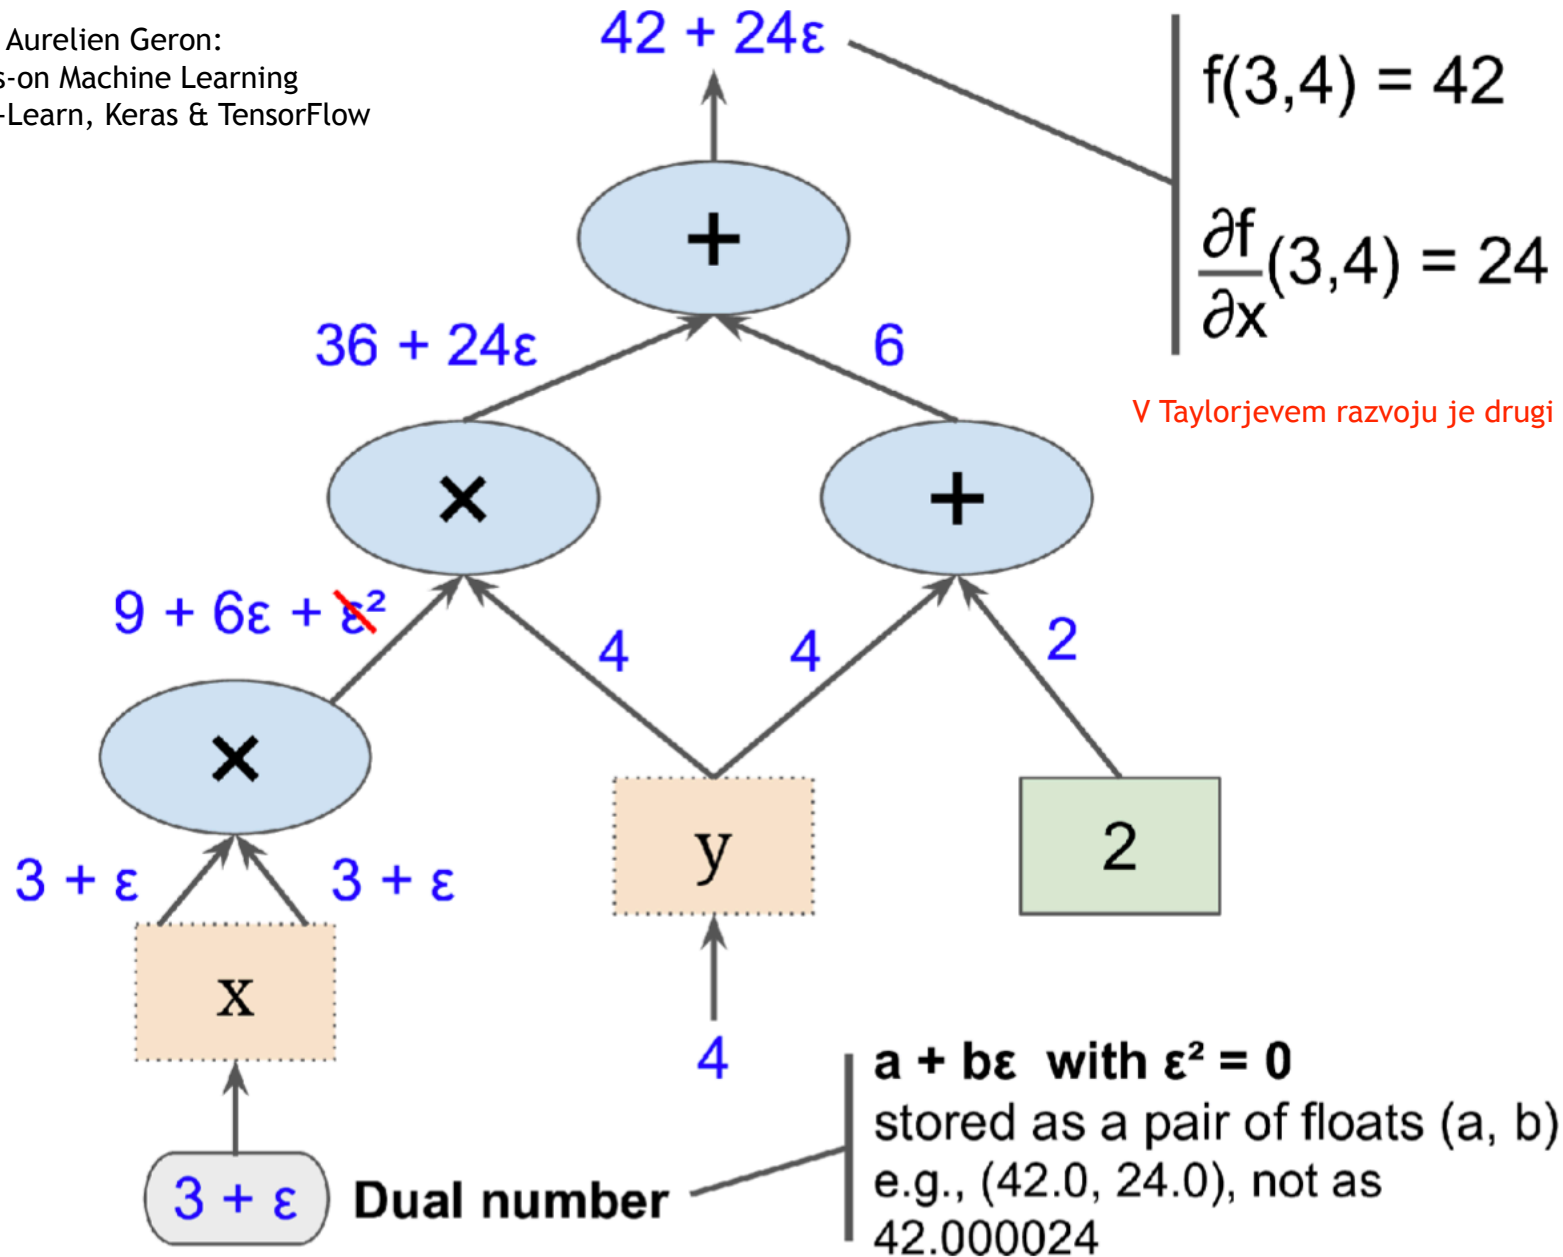 Aurelien Geron:
s-on Machine Learning
-Learn, Keras & TensorFlow
42 + 24ε
f(3,4) = 42
∂f/∂x(3,4) = 24
+
36 + 24ε
6
V Taylorjevem razvoju je drugi
×
+
9 + 6ε + ε²
4
4
2
×
y
2
3 + ε
3 + ε
x
4
a + bε with ε² = 0
stored as a pair of floats (a, b)
e.g., (42.0, 24.0), not as
42.000024
3 + ε
Dual number